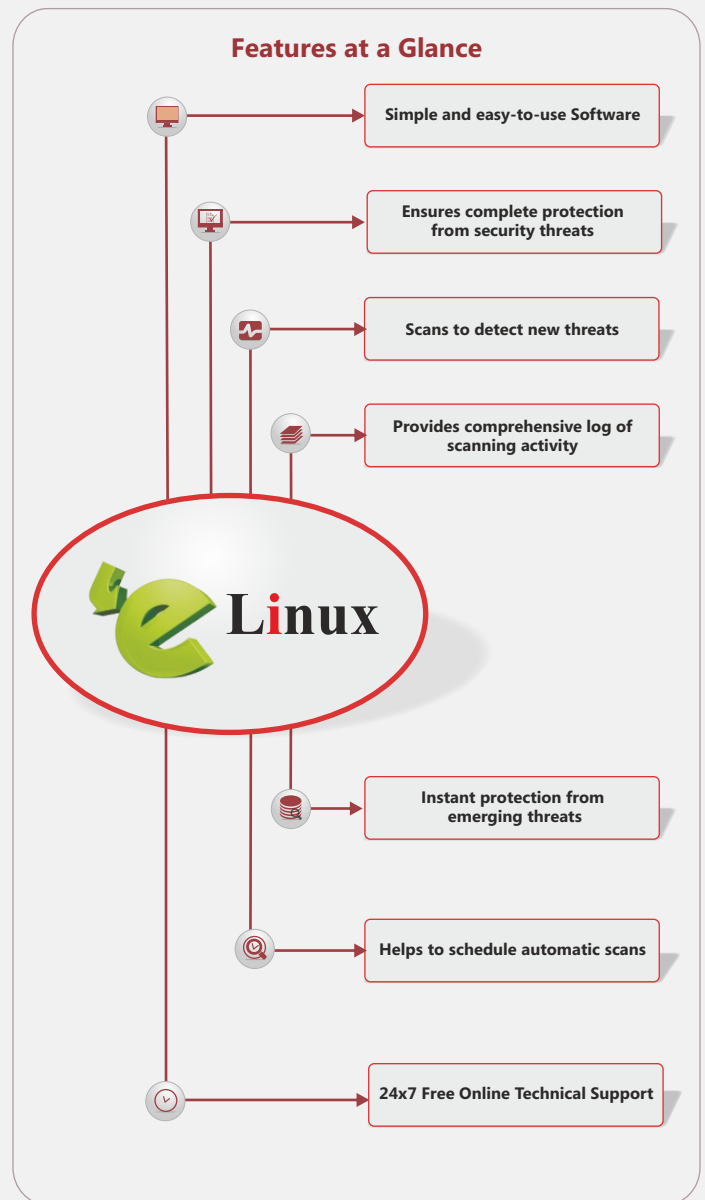 Features at a Glance
Simple and easy-to-use Software
Ensures complete protection
from security threats
Scans to detect new threats
Provides comprehensive log of
scanning activity
e Linux
Instant protection from
emerging threats
Helps to schedule automatic scans
24x7 Free Online Technical Support